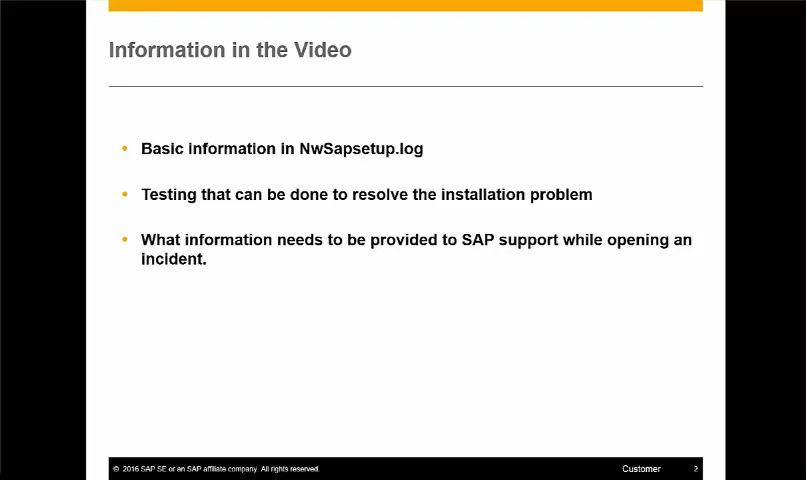 Information in the Video
• Basic information in NwSapsetup.log
• Testing that can be done to resolve the installation problem
• What information needs to be provided to SAP support while opening an
incident.
© 2016 SAP SE or an SAP affiliate company. All rights reserved.
Customer
2